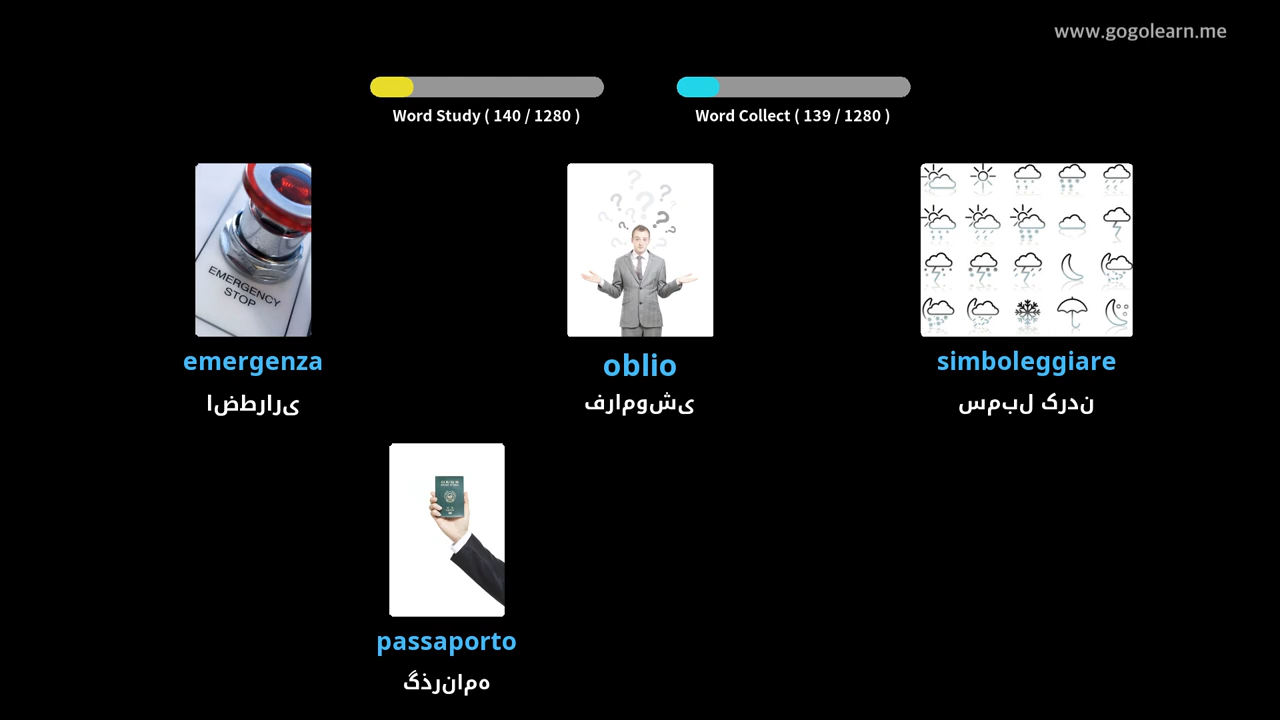 www.gogolearn.me
Word Study ( 140 / 1280 )
Word Collect ( 139 / 1280 )
EMERGENCY
STOP
emergenza
اضطراری
oblio
فراموشی
simboleggiare
سمبل کردن
passaporto
گذرنامه